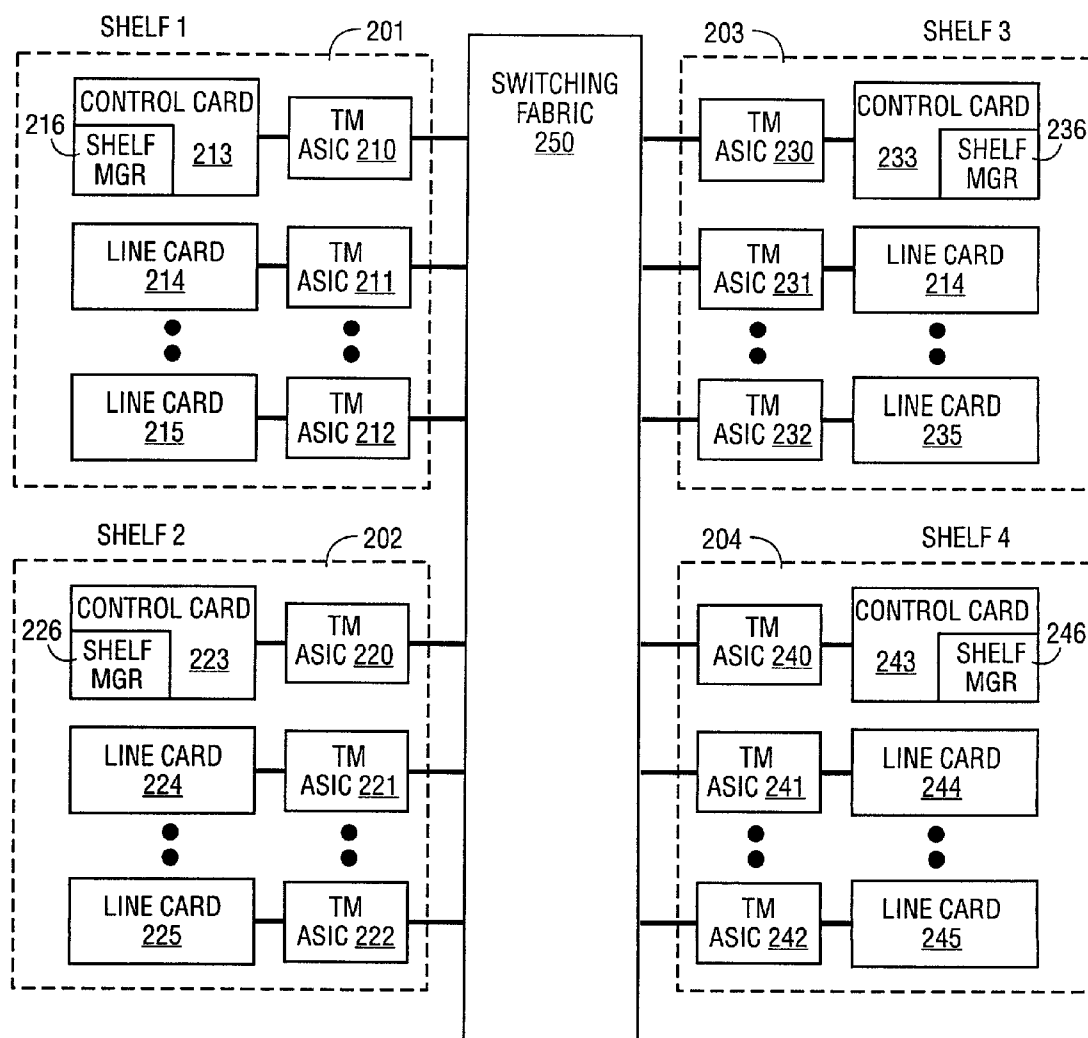 SHELF 1
201
CONTROL CARD
213
216
SHELF
MGR
TM
ASIC 210
LINE CARD
214
TM
ASIC 211
LINE CARD
215
TM
ASIC 212
SHELF 2
202
CONTROL CARD
223
226
SHELF
MGR
TM
ASIC 220
LINE CARD
224
TM
ASIC 221
LINE CARD
225
TM
ASIC 222
SWITCHING
FABRIC
250
203
SHELF 3
TM
ASIC 230
CONTROL CARD
233
236
SHELF
MGR
TM
ASIC 231
LINE CARD
214
TM
ASIC 232
LINE CARD
235
204
SHELF 4
TM
ASIC 240
CONTROL CARD
243
246
SHELF
MGR
TM
ASIC 241
LINE CARD
244
TM
ASIC 242
LINE CARD
245